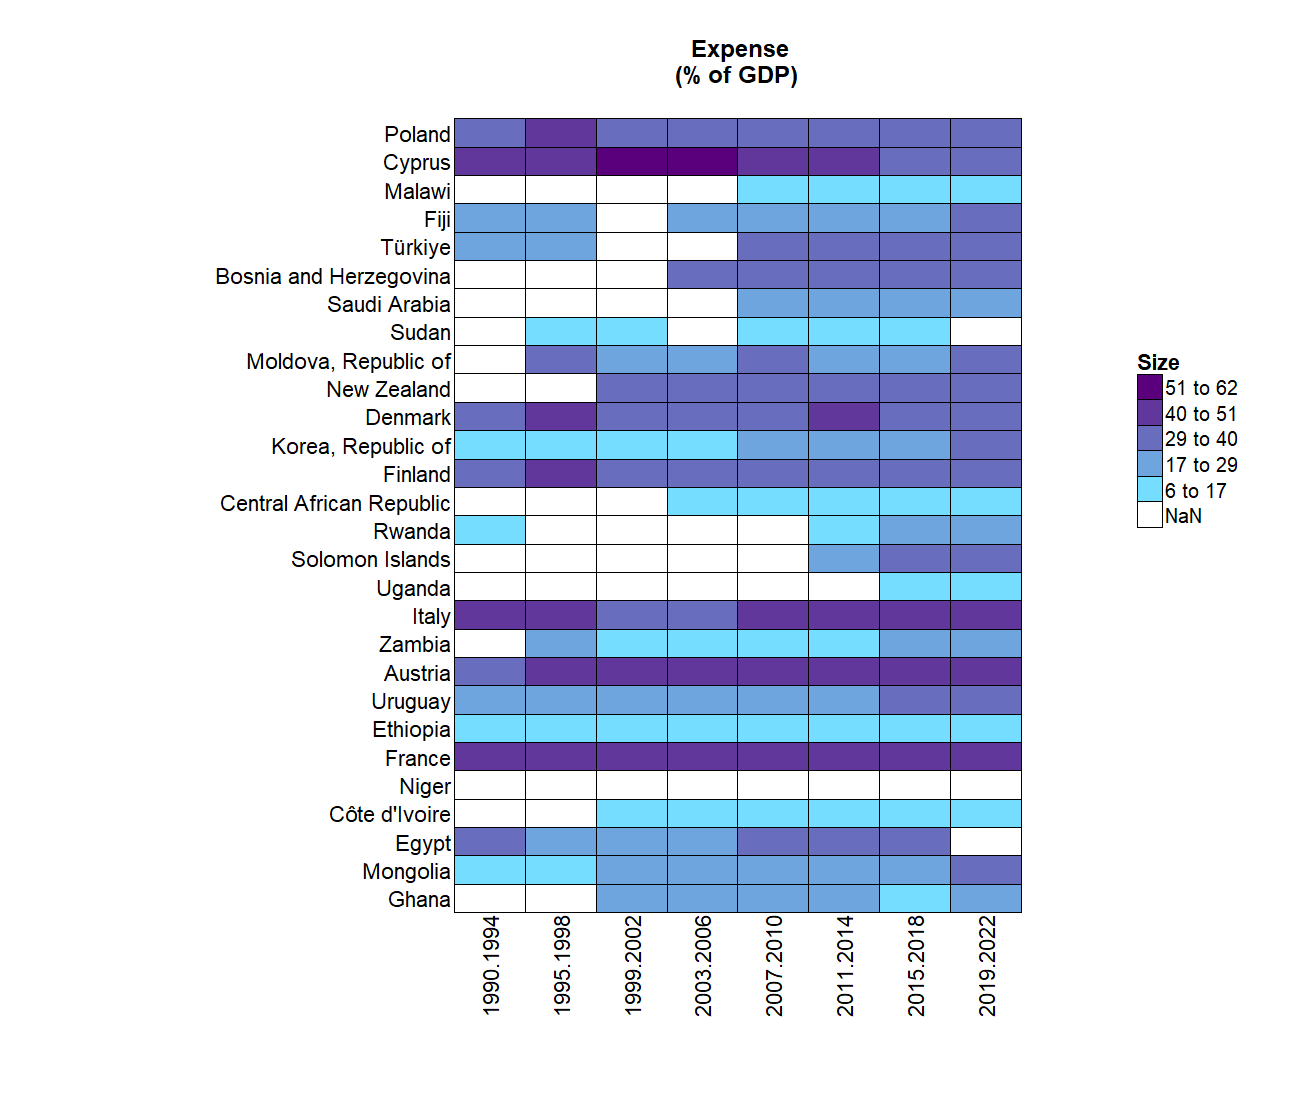 Expense
(% of GDP)
Poland
Cyprus
Malawi
Fiji
Türkiye
Bosnia and Herzegovina
Saudi Arabia
Sudan
Moldova, Republic of
New Zealand
Denmark
Korea, Republic of
Finland
Central African Republic
Rwanda
Solomon Islands
Uganda
Italy
Zambia
Austria
Uruguay
Ethiopia
France
Niger
Côte d'Ivoire
Egypt
Mongolia
Ghana
1990.1994
1995.1998
1999.2002
2003.2006
2007.2010
2011.2014
2015.2018
2019.2022
Size
51 to 62
40 to 51
29 to 40
17 to 29
6 to 17
NaN